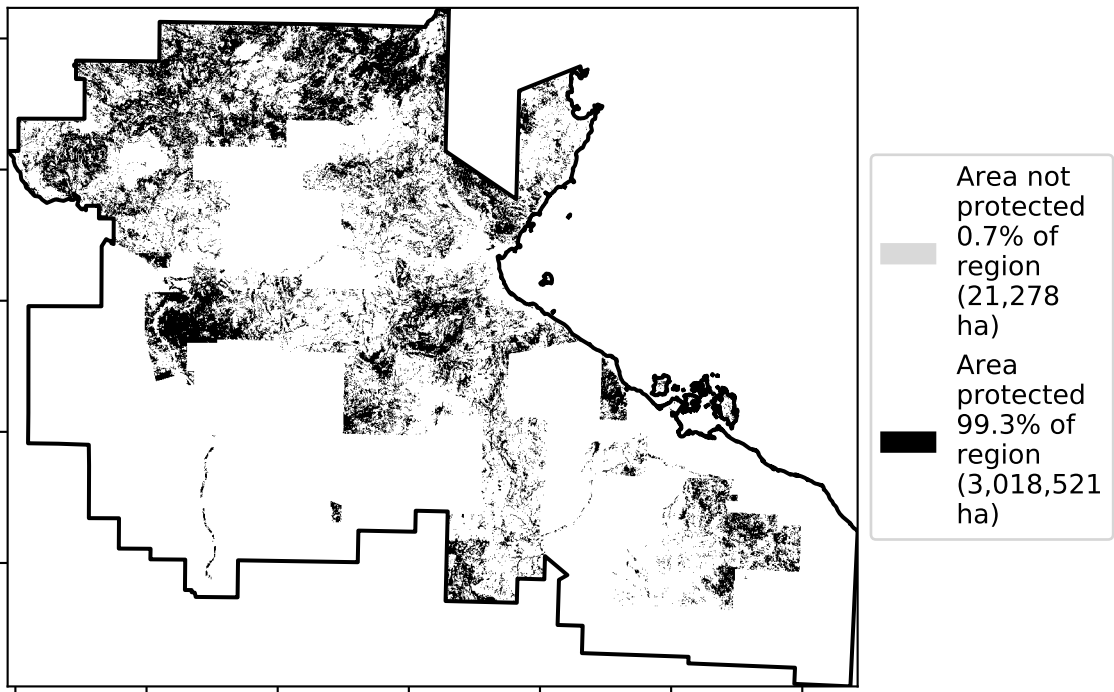 Area not
protected
0.7% of
region
(21,278
ha)
Area
protected
99.3% of
region
(3,018,521
ha)